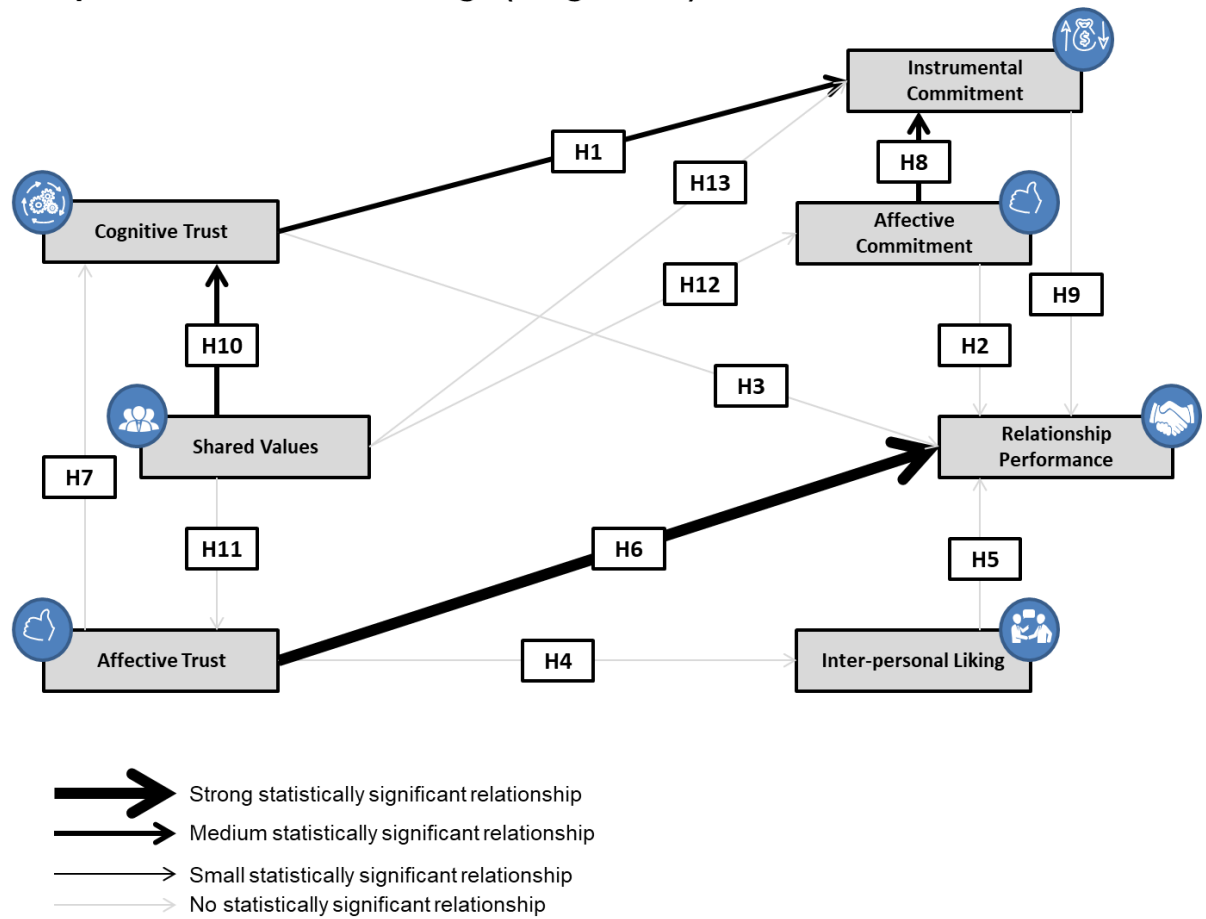 Instrumental
Commitment
H1
H13
H8
Cognitive Trust
Affective
Commitment
H12
H9
H10
H2
H3
Shared Values
Relationship
Performance
H7
H11
H6
H5
Affective Trust
H4
Inter-personal Liking
Strong statistically significant relationship
Medium statistically significant relationship
Small statistically significant relationship
No statistically significant relationship